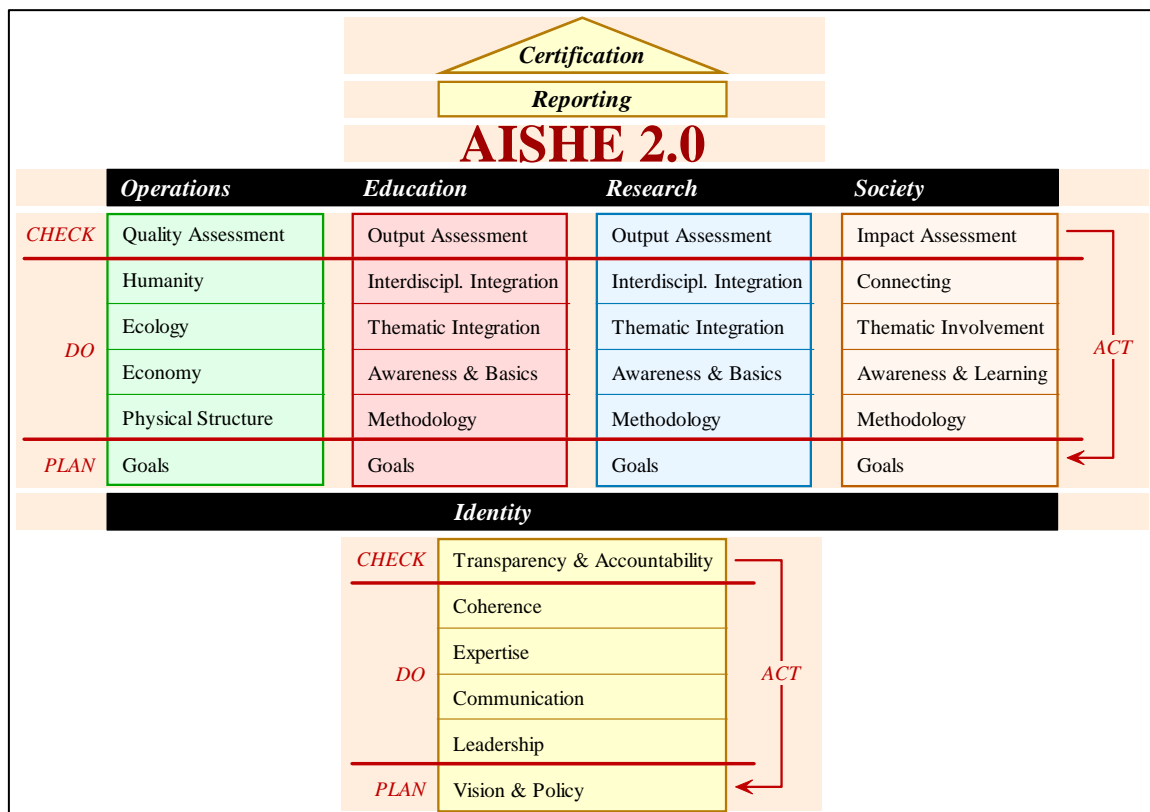 Certification
Reporting
AISHE 2.0
Operations Education Research Society
CHECK Quality Assessment Output Assessment Output Assessment Impact Assessment
Humanity Interdiscipl. Integration Interdiscipl. Integration Connecting
Ecology Thematic Integration Thematic Integration Thematic Involvement
DO ACT
Economy Awareness & Basics Awareness & Basics Awareness & Learning
Physical Structure Methodology Methodology Methodology
PLAN Goals Goals Goals Goals
Identity
CHECK Transparency & Accountability
Coherence
Expertise
DO ACT
Communication
Leadership
PLAN Vision & Policy